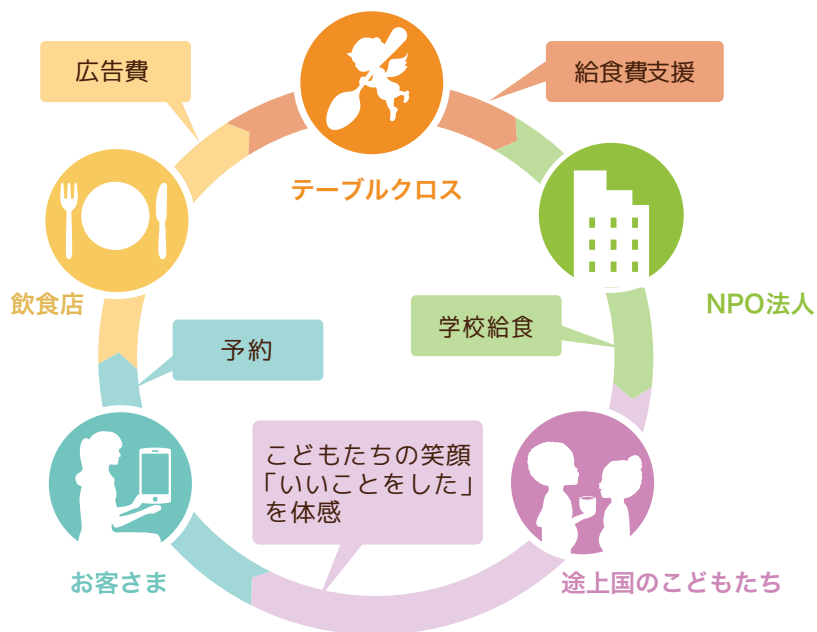 広告費
給食費支援
テーブルクロス
飲食店
NPO法人
学校給食
予約
こどもたちの笑顔
「いいことをした」
を体感
お客さま
途上国のこどもたち